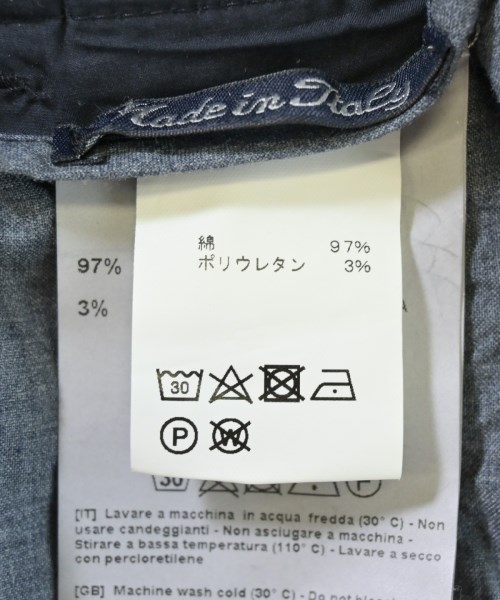 Made in Italy
綿 97%
ポリウレタン 3%
97%
3%
30
P W
30
[IT] Lavare a macchina in acqua fredda (30° C) - Non
usare candeggianti - Non asciugare a macchina -
Stirare a bassa temperatura (110° C) - Lavare a secco
con percloretilene
[GB] Machine wash cold (30° C) - Do not bleach